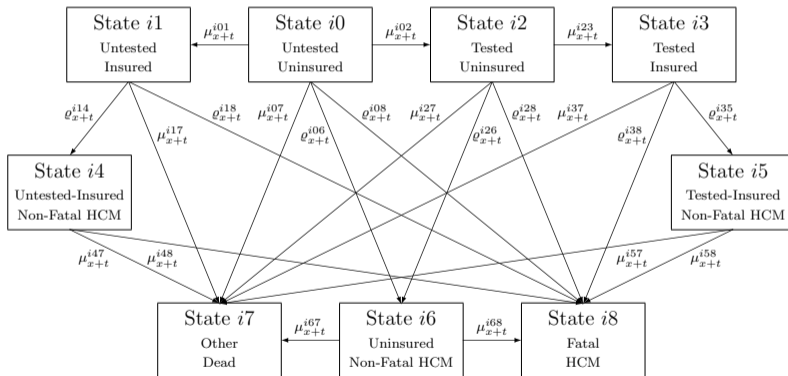 State i1
Untested
Insured
μ^{i01}_{x+t}
State i0
Untested
Uninsured
μ^{i02}_{x+t}
State i2
Tested
Uninsured
μ^{i23}_{x+t}
State i3
Tested
Insured
ϱ^{i14}_{x+t}
μ^{i17}_{x+t}
ϱ^{i18}_{x+t}
μ^{i07}_{x+t}
ϱ^{i06}_{x+t}
ϱ^{i08}_{x+t}
μ^{i27}_{x+t}
ϱ^{i26}_{x+t}
ϱ^{i28}_{x+t}
μ^{i37}_{x+t}
ϱ^{i38}_{x+t}
ϱ^{i35}_{x+t}
State i4
Untested-Insured
Non-Fatal HCM
State i5
Tested-Insured
Non-Fatal HCM
μ^{i47}_{x+t}
μ^{i48}_{x+t}
μ^{i57}_{x+t}
μ^{i58}_{x+t}
State i7
Other
Dead
μ^{i67}_{x+t}
State i6
Uninsured
Non-Fatal HCM
μ^{i68}_{x+t}
State i8
Fatal
HCM